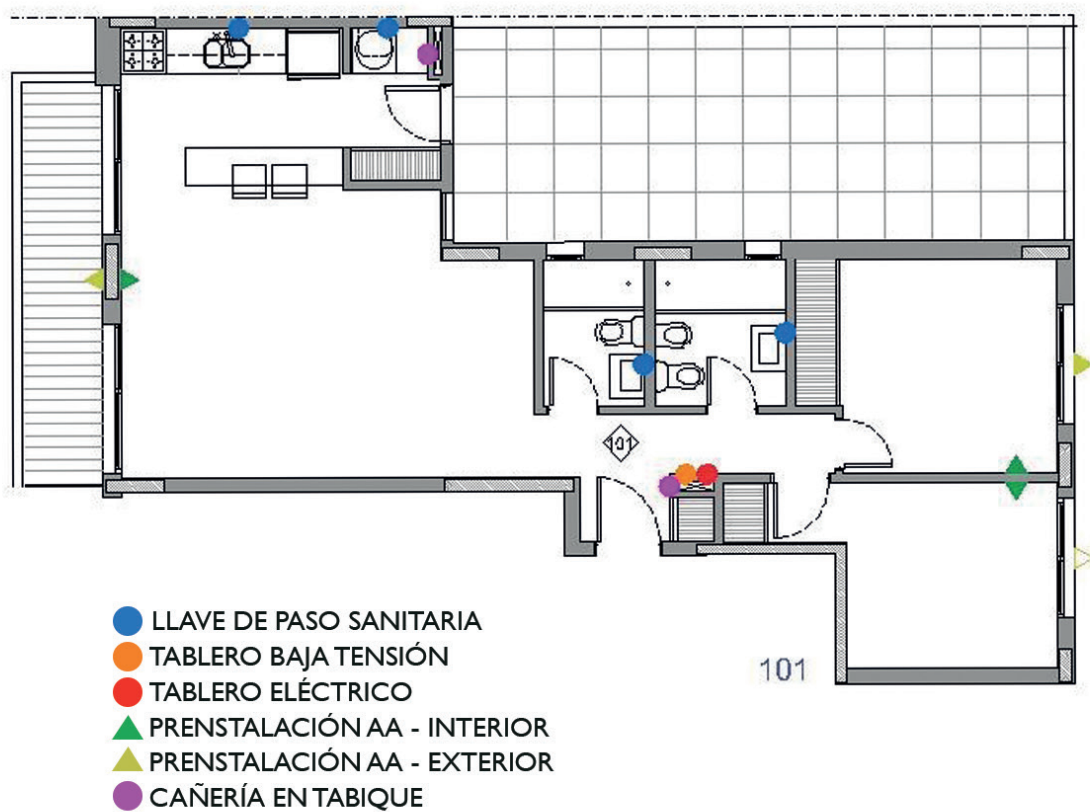 101
101
LLAVE DE PASO SANITARIA
TABLERO BAJA TENSIÓN
TABLERO ELÉCTRICO
PRENSTALACIÓN AA - INTERIOR
PRENSTALACIÓN AA - EXTERIOR
CAÑERÍA EN TABIQUE